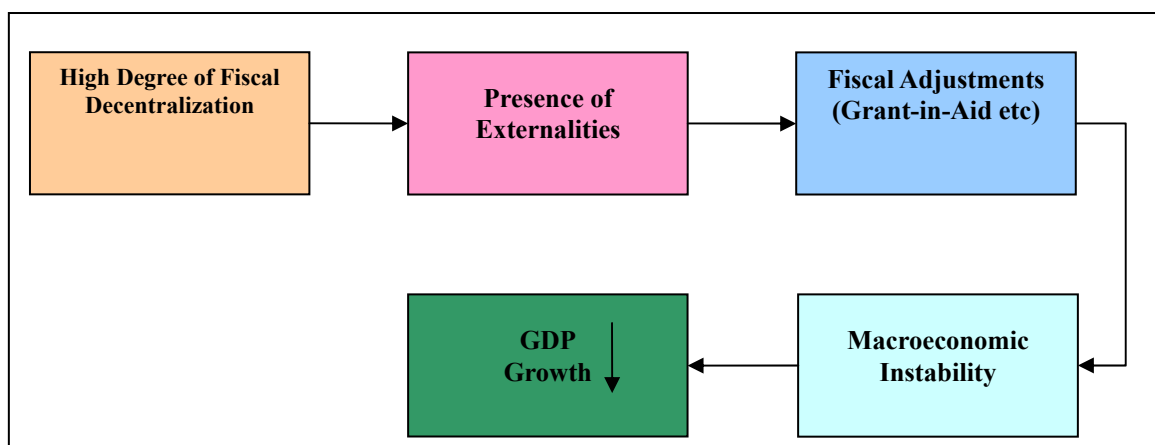 High Degree of Fiscal
Decentralization
Presence of
Externalities
Fiscal Adjustments
(Grant-in-Aid etc)
GDP
Growth
Macroeconomic
Instability